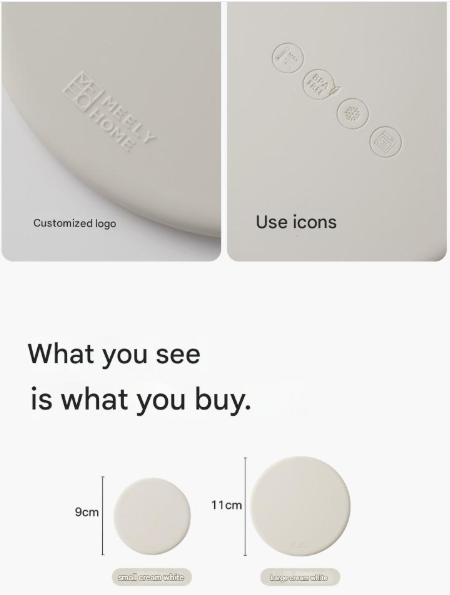 MEELY
HOME
Customized logo
BPA
FREE
Use icons
What you see
is what you buy.
9cm
11cm
small cream white
Large cream white